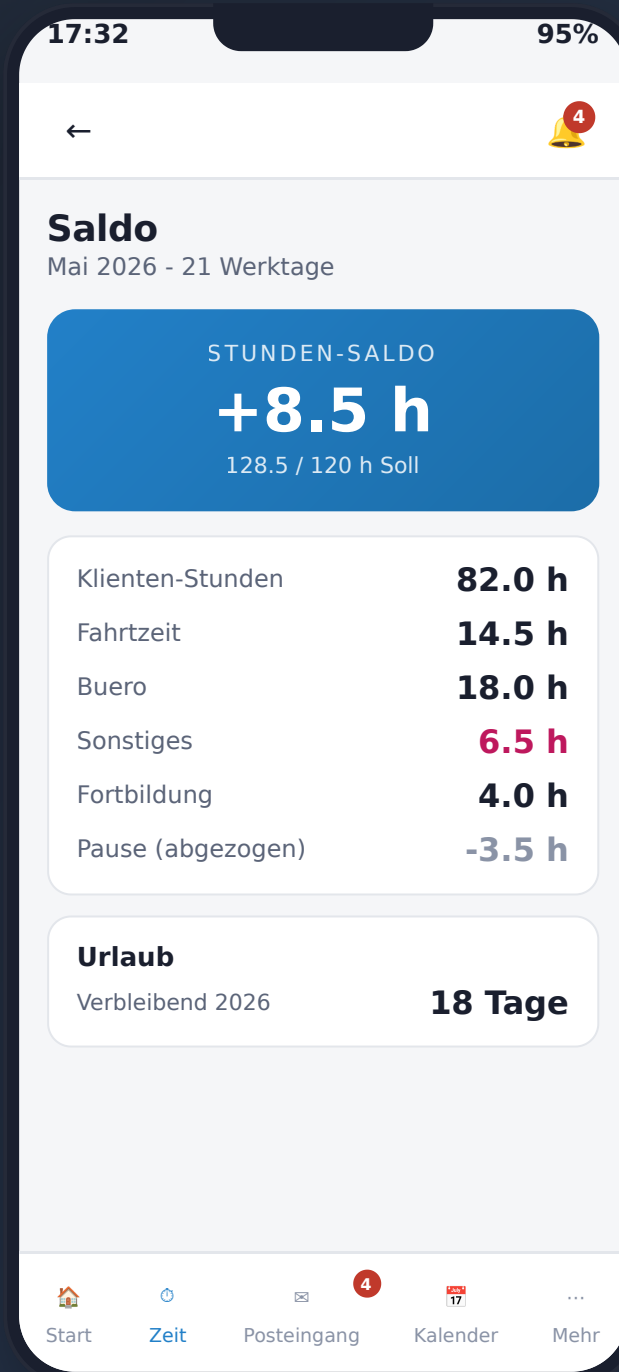 17:32 95%
←
4
Saldo
Mai 2026 - 21 Werktage
STUNDEN-SALDO
+8.5 h
128.5 / 120 h Soll
Klienten-Stunden 82.0 h
Fahrtzeit 14.5 h
Buero 18.0 h
Sonstiges 6.5 h
Fortbildung 4.0 h
Pause (abgezogen) -3.5 h
Urlaub
Verbleibend 2026 18 Tage
4
July
17
...
Start Zeit Posteingang Kalender Mehr